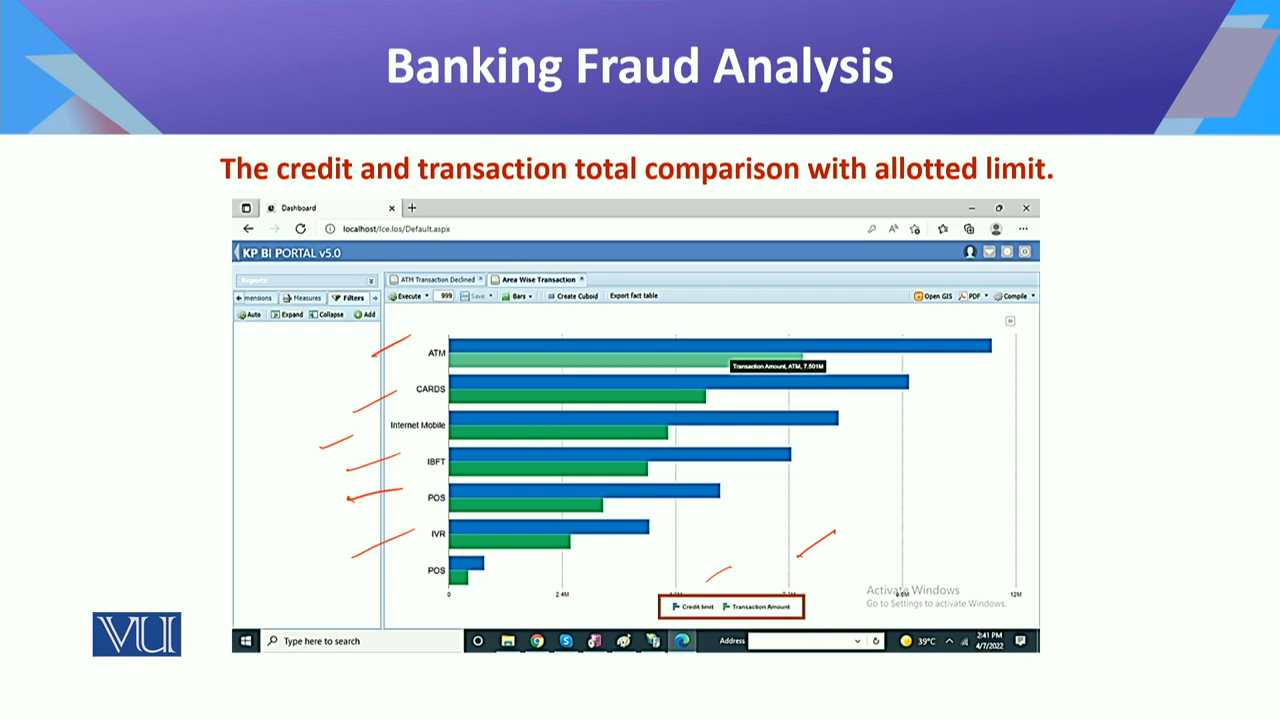 Banking Fraud Analysis
The credit and transaction total comparison with allotted limit.
Dashboard
localhost/Ice.los/Default.aspx
KP BI PORTAL v5.0
Reports
ATM Transaction Declined
Area Wise Transaction
mensions Measures Filters
Execute 999 Save Bars Create Cuboid Export fact table Open GIS PDF Compile
Auto Expand Collapse Add
ATM
Transaction Amount, ATM, 7.501M
CARDS
Internet Mobile
IBFT
POS
IVR
POS
0 2.4M 12M
Activate Windows
Go to Settings to activate Windows.
Credit limit Transaction Amount
VU
Type here to search
Address
39°C
2:41 PM
4/7/2022